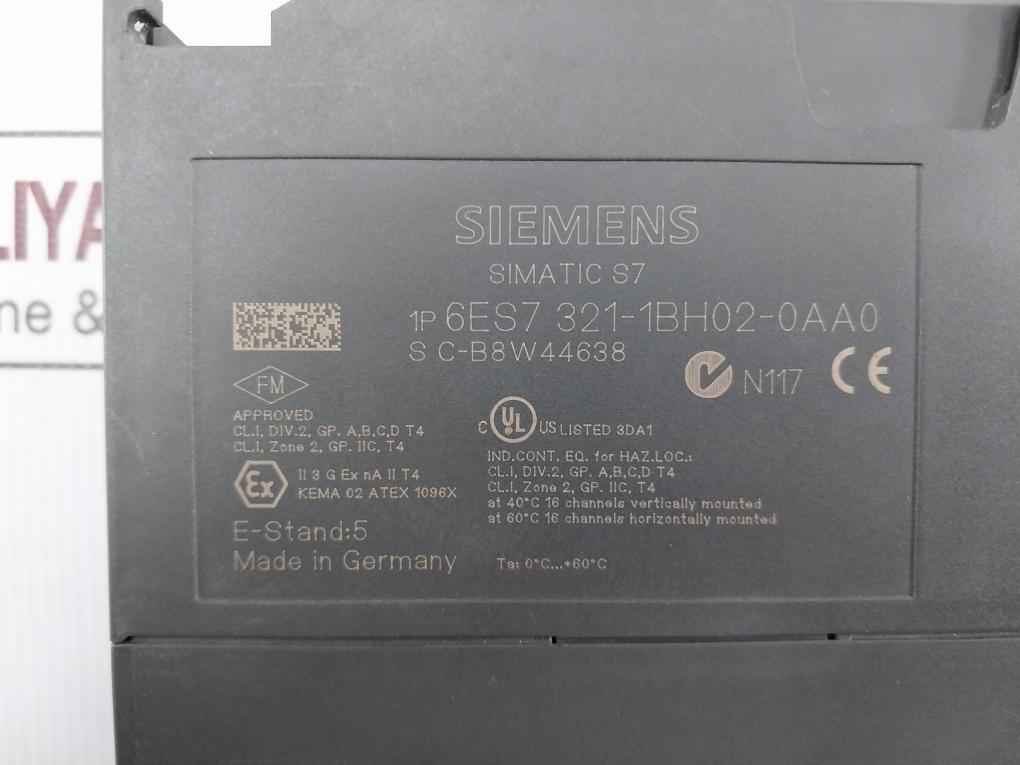 LIYA
ne &
SIEMENS
SIMATIC S7
1P 6ES7 321-1BH02-0AA0
S C-B8W44638
N117 CE
FM
APPROVED
CL.I, DIV.2, GP. A,B,C,D T4
CL.I, Zone 2, GP. IIC, T4
Ex
II 3 G Ex nA II T4
KEMA 02 ATEX 1096X
E-Stand:5
Made in Germany
C UL US LISTED 3DA1
IND.CONT. EQ. for HAZ.LOC.:
CL.I, DIV.2, GP. A,B,C,D T4
CL.I, Zone 2, GP. IIC, T4
at 40°C 16 channels vertically mounted
at 60°C 16 channels horizontally mounted
Ta: 0°C...+60°C